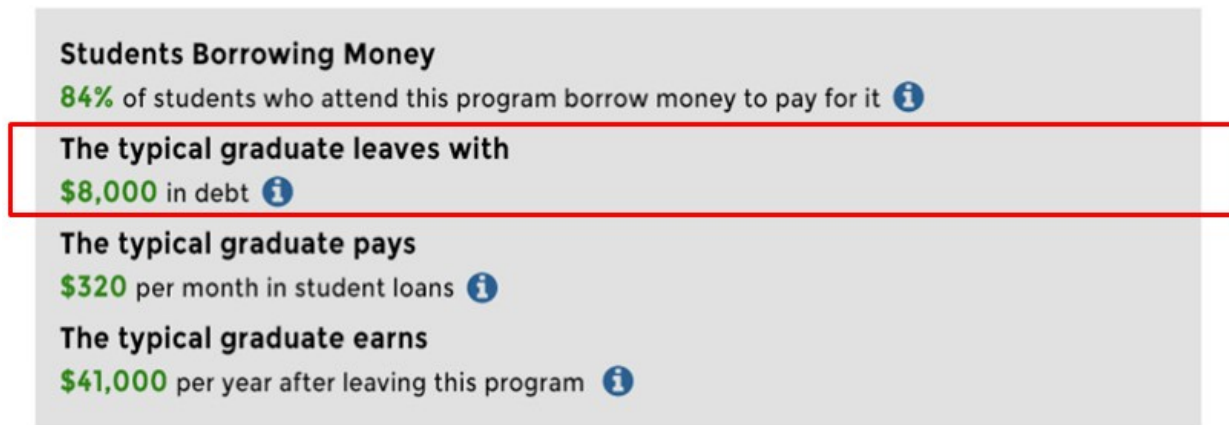 Students Borrowing Money
84% of students who attend this program borrow money to pay for it
The typical graduate leaves with
$8,000 in debt
The typical graduate pays
$320 per month in student loans
The typical graduate earns
$41,000 per year after leaving this program